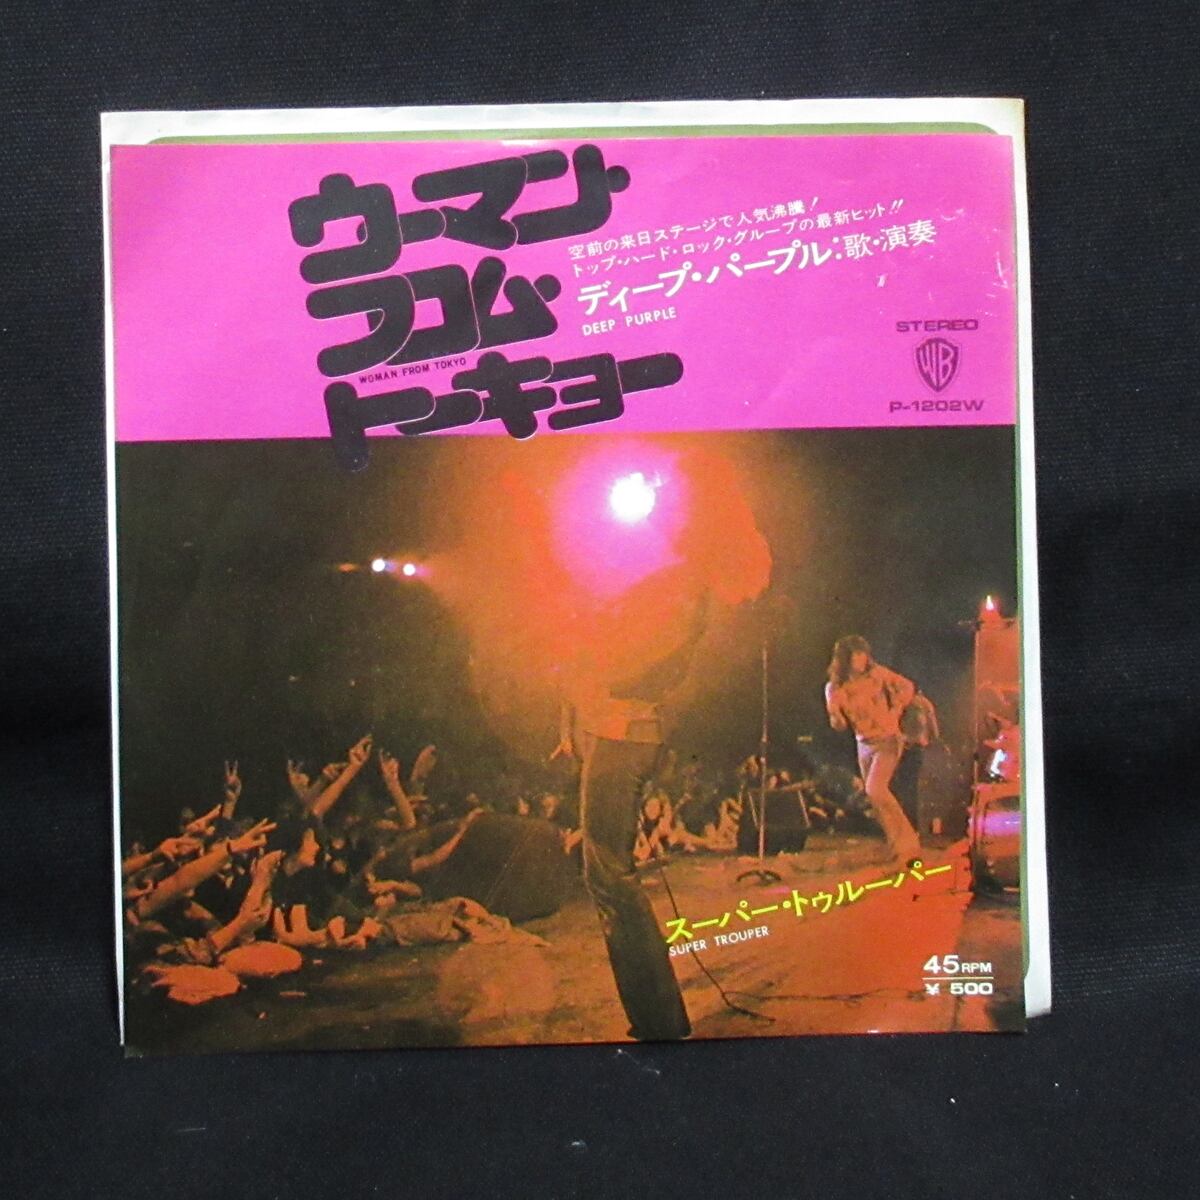 ウーマン
フロム
WOMAN FROM TOKYO
トーキョー
空前の来日ステージで人気沸騰!
トップ・ハード・ロック・グループの最新ヒット!!
ディープ・パープル:歌・演奏
DEEP PURPLE
STEREO
WB
P-1202W
スーパー・トゥルーパー
SUPER TROUPER
45RPM
¥ 500